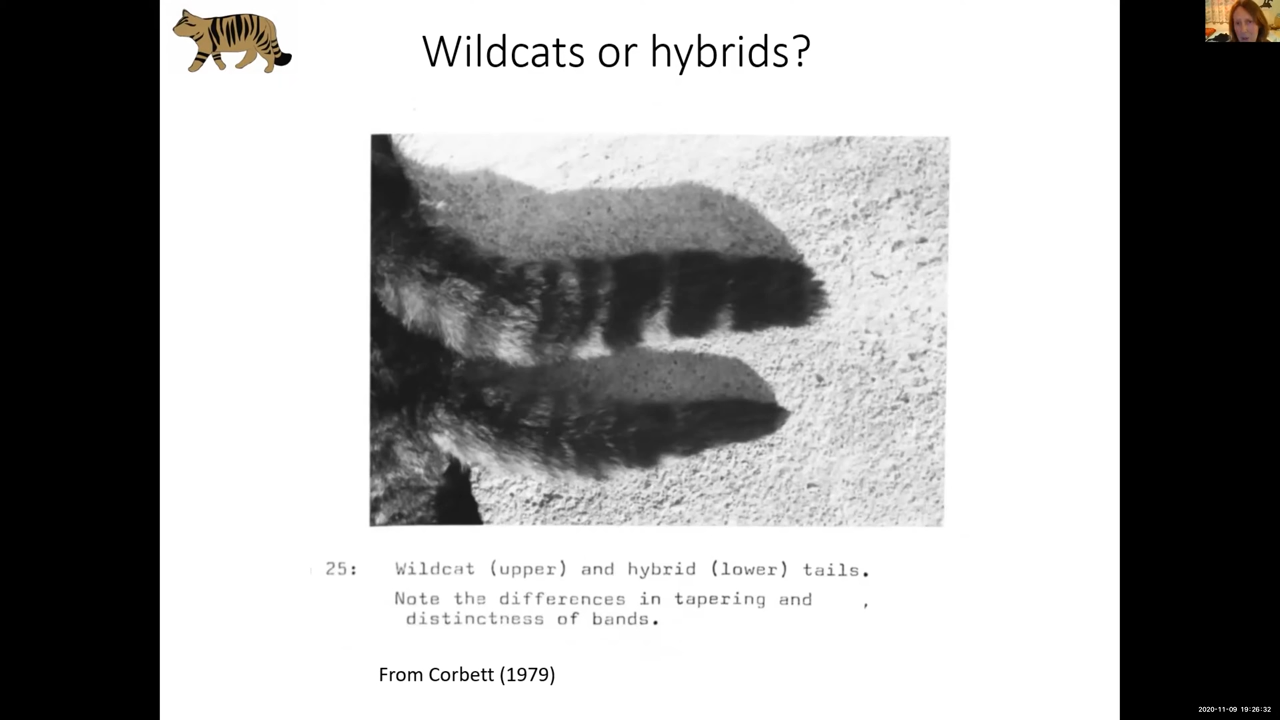 Wildcats or hybrids?
25: Wildcat (upper) and hybrid (lower) tails.
Note the differences in tapering and ,
distinctness of bands.
From Corbett (1979)
2020-11-09 19:26:32